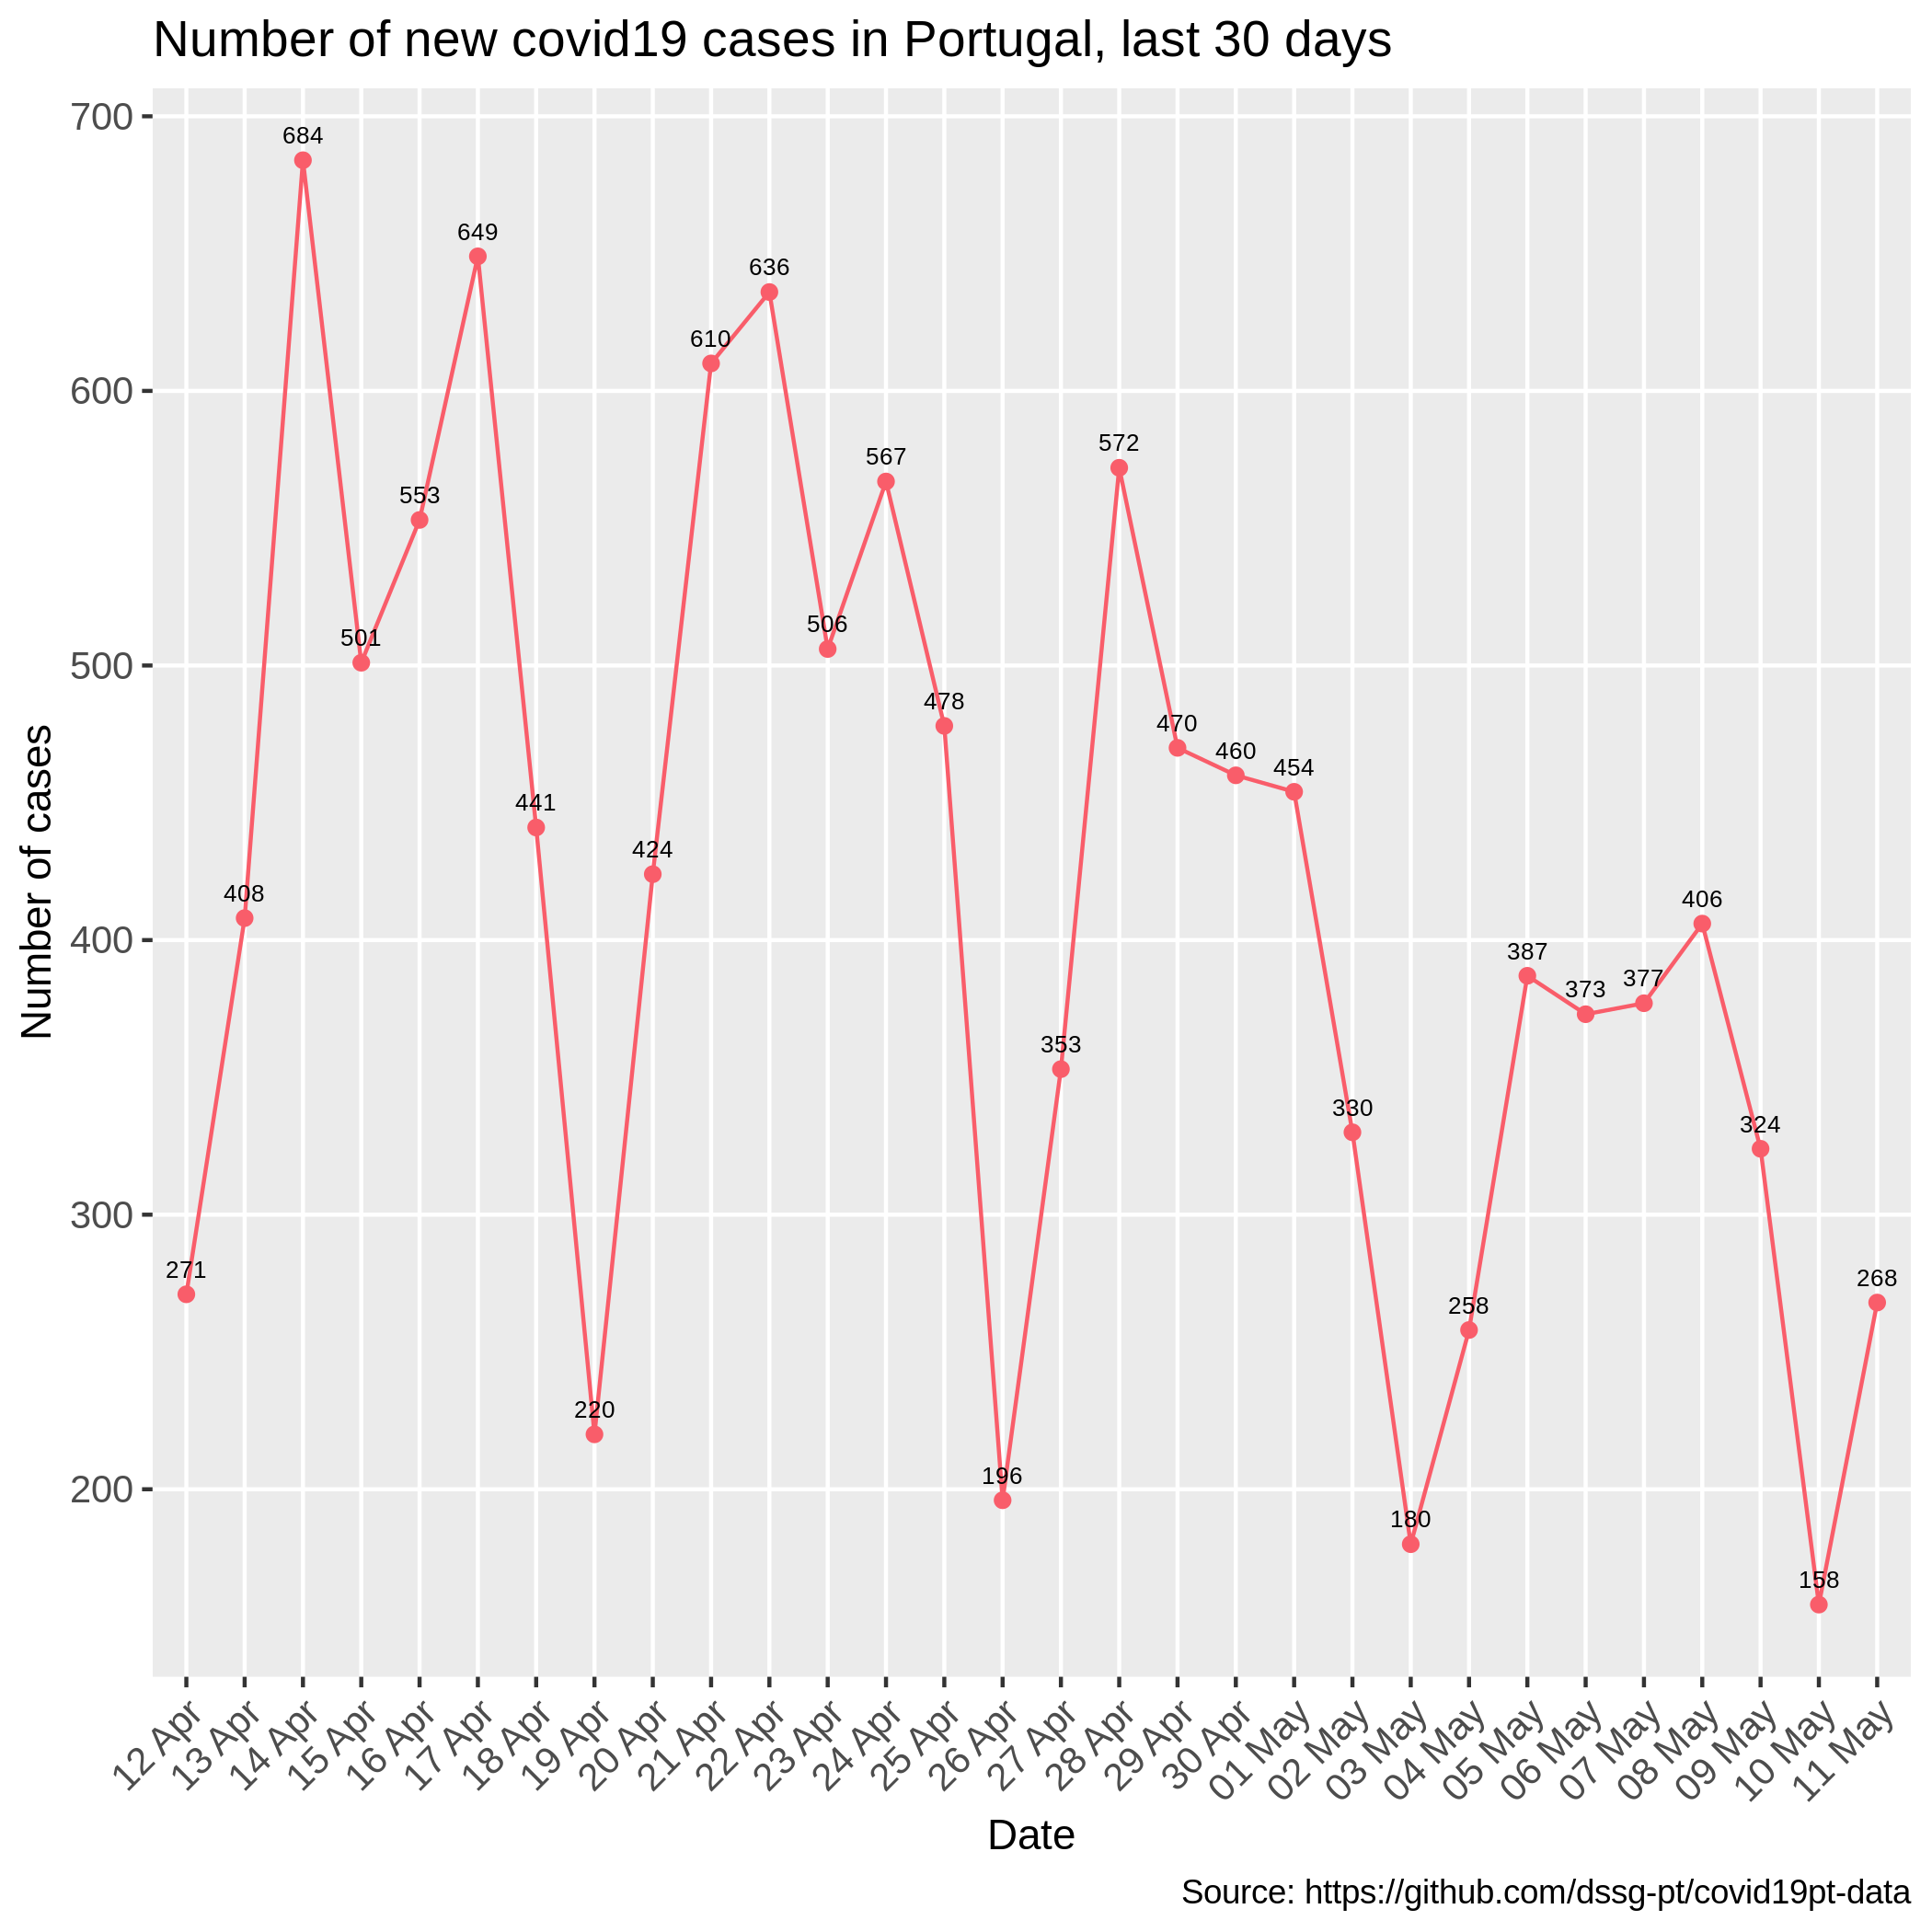 Number of new covid19 cases in Portugal, last 30 days
700
600
500
400
300
200
Number of cases
271
408
684
501
553
649
441
220
424
610
636
506
567
478
196
353
572
470
460
454
330
180
258
387
373
377
406
324
158
268
12 Apr
13 Apr
14 Apr
15 Apr
16 Apr
17 Apr
18 Apr
19 Apr
20 Apr
21 Apr
22 Apr
23 Apr
24 Apr
25 Apr
26 Apr
27 Apr
28 Apr
29 Apr
30 Apr
01 May
02 May
03 May
04 May
05 May
06 May
07 May
08 May
09 May
10 May
11 May
Date
Source: https://github.com/dssg-pt/covid19pt-data